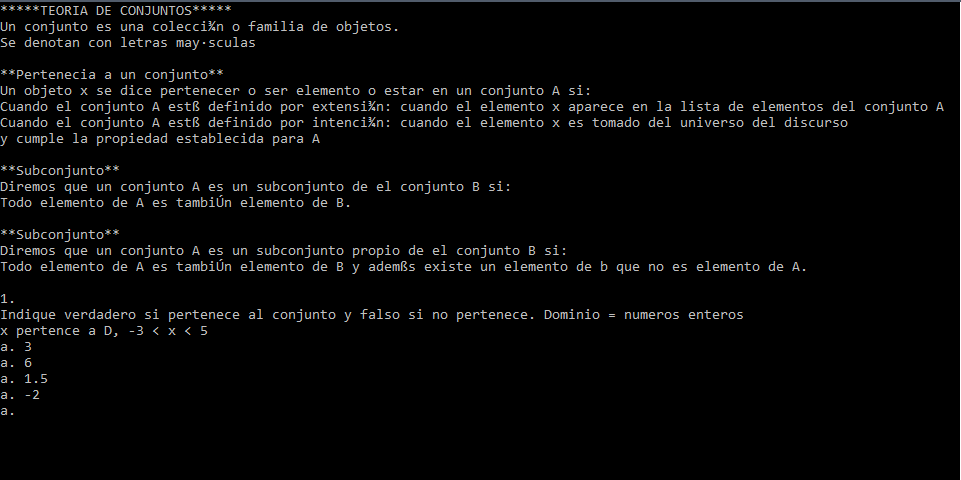 *****TEORIA DE CONJUNTOS*****
Un conjunto es una colecci¾n o familia de objetos.
Se denotan con letras may·sculas
**Pertenecia a un conjunto**
Un objeto x se dice pertenecer o ser elemento o estar en un conjunto A si:
Cuando el conjunto A estß definido por extensi¾n: cuando el elemento x aparece en la lista de elementos del conjunto A
Cuando el conjunto A estß definido por intenci¾n: cuando el elemento x es tomado del universo del discurso
y cumple la propiedad establecida para A
**Subconjunto**
Diremos que un conjunto A es un subconjunto de el conjunto B si:
Todo elemento de A es tambiÚn elemento de B.
**Subconjunto**
Diremos que un conjunto A es un subconjunto propio de el conjunto B si:
Todo elemento de A es tambiÚn elemento de B y ademßs existe un elemento de b que no es elemento de A.
1.
Indique verdadero si pertenece al conjunto y falso si no pertenece. Dominio = numeros enteros
x pertence a D, -3 < x < 5
a. 3
a. 6
a. 1.5
a. -2
a.